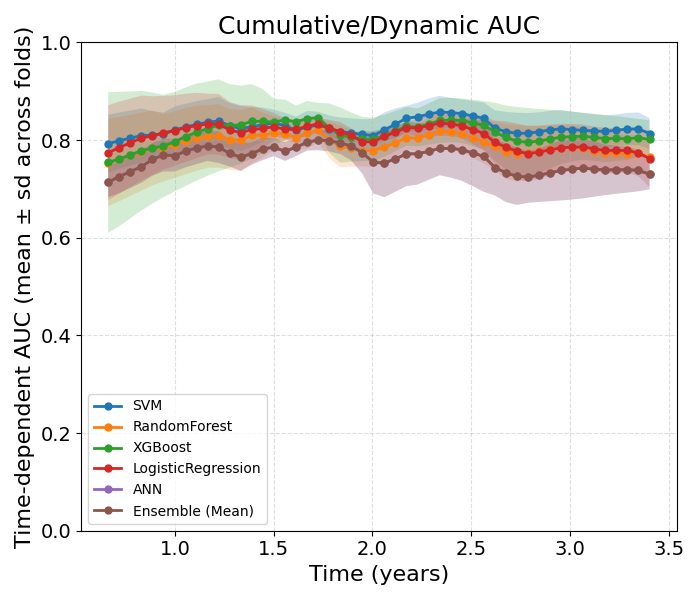 Cumulative/Dynamic AUC
Time-dependent AUC (mean ± sd across folds)
1.0
0.8
0.6
0.4
0.2
0.0
SVM
RandomForest
XGBoost
LogisticRegression
ANN
Ensemble (Mean)
1.0 1.5 2.0 2.5 3.0 3.5
Time (years)